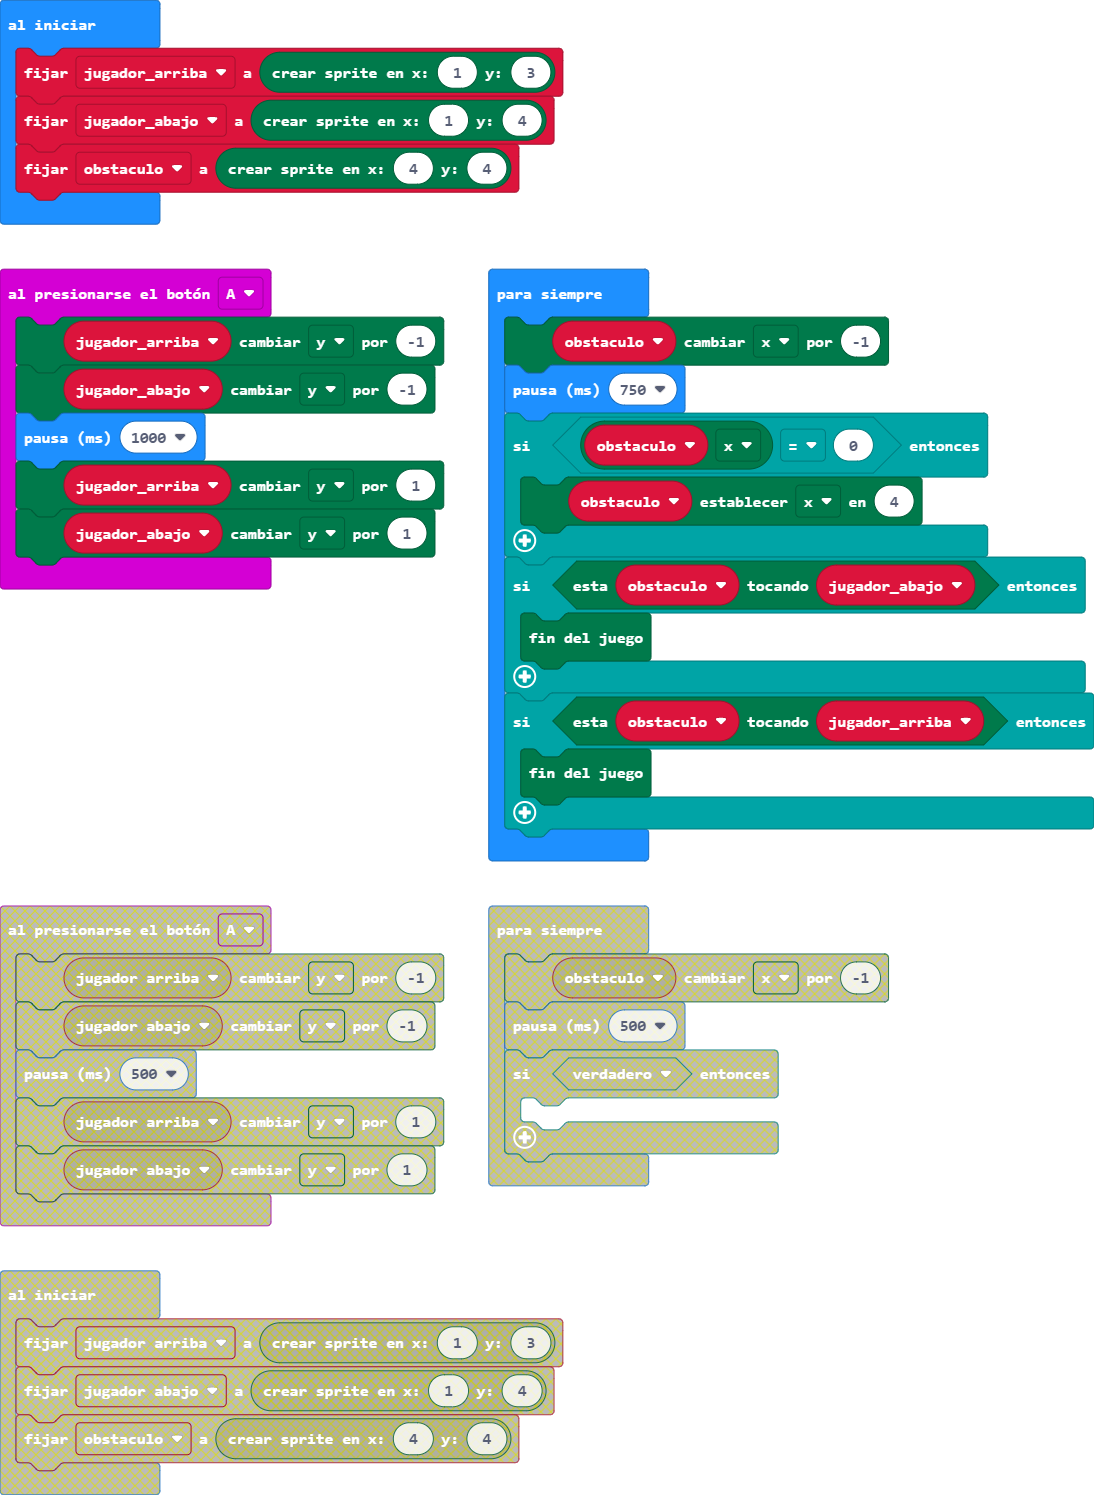 al iniciar
fijar jugador_arriba a crear sprite en x: 1 y: 3
fijar jugador_abajo a crear sprite en x: 1 y: 4
fijar obstaculo a crear sprite en x: 4 y: 4
al presionarse el botón A
jugador_arriba cambiar y por -1
jugador_abajo cambiar y por -1
pausa (ms) 1000
jugador_arriba cambiar y por 1
jugador_abajo cambiar y por 1
para siempre
obstaculo cambiar x por -1
pausa (ms) 750
si obstaculo x = 0 entonces
obstaculo establecer x en 4
si esta obstaculo tocando jugador_abajo entonces
fin del juego
si esta obstaculo tocando jugador_arriba entonces
fin del juego
al presionarse el botón A
jugador arriba cambiar y por -1
jugador abajo cambiar y por -1
pausa (ms) 500
jugador arriba cambiar y por 1
jugador abajo cambiar y por 1
para siempre
obstaculo cambiar x por -1
pausa (ms) 500
si verdadero entonces
al iniciar
fijar jugador arriba a crear sprite en x: 1 y: 3
fijar jugador abajo a crear sprite en x: 1 y: 4
fijar obstaculo a crear sprite en x: 4 y: 4